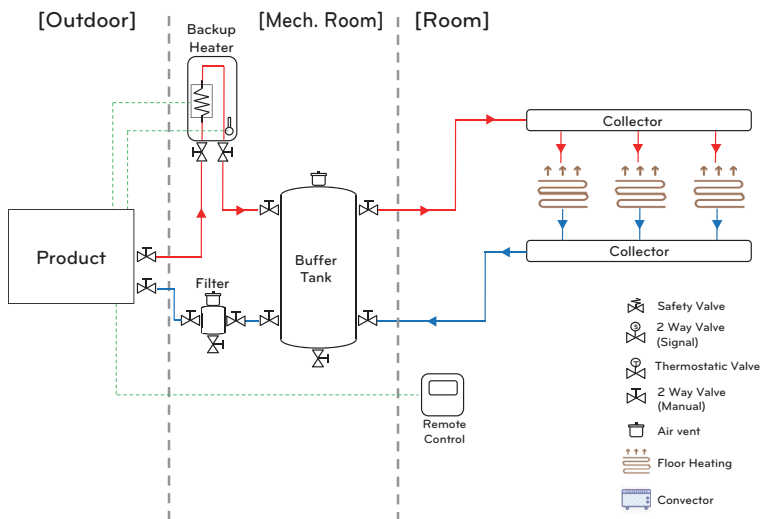 [Outdoor]
[Mech. Room]
[Room]
Backup
Heater
Collector
Product
Buffer
Tank
Filter
Collector
Remote
Control
Safety Valve
S
2 Way Valve
(Signal)
T
Thermostatic Valve
2 Way Valve
(Manual)
Air vent
Floor Heating
Convector